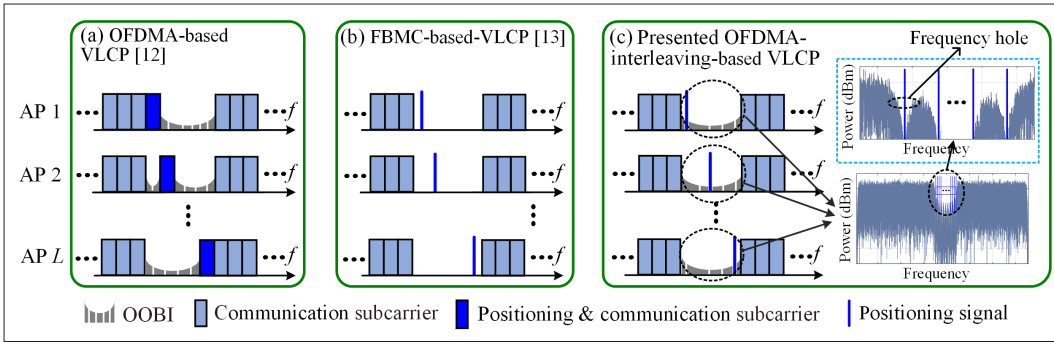 (a) OFDMA-based
VLCP [12]
(b) FBMC-based-VLCP [13]
(c) Presented OFDMA-
interleaving-based VLCP
Frequency hole
Power (dBm)
Frequency
AP 1
f
f
f
AP 2
f
f
f
AP L
f
f
f
Power (dBm)
Frequency
OOBI
Communication subcarrier
Positioning & communication subcarrier
Positioning signal